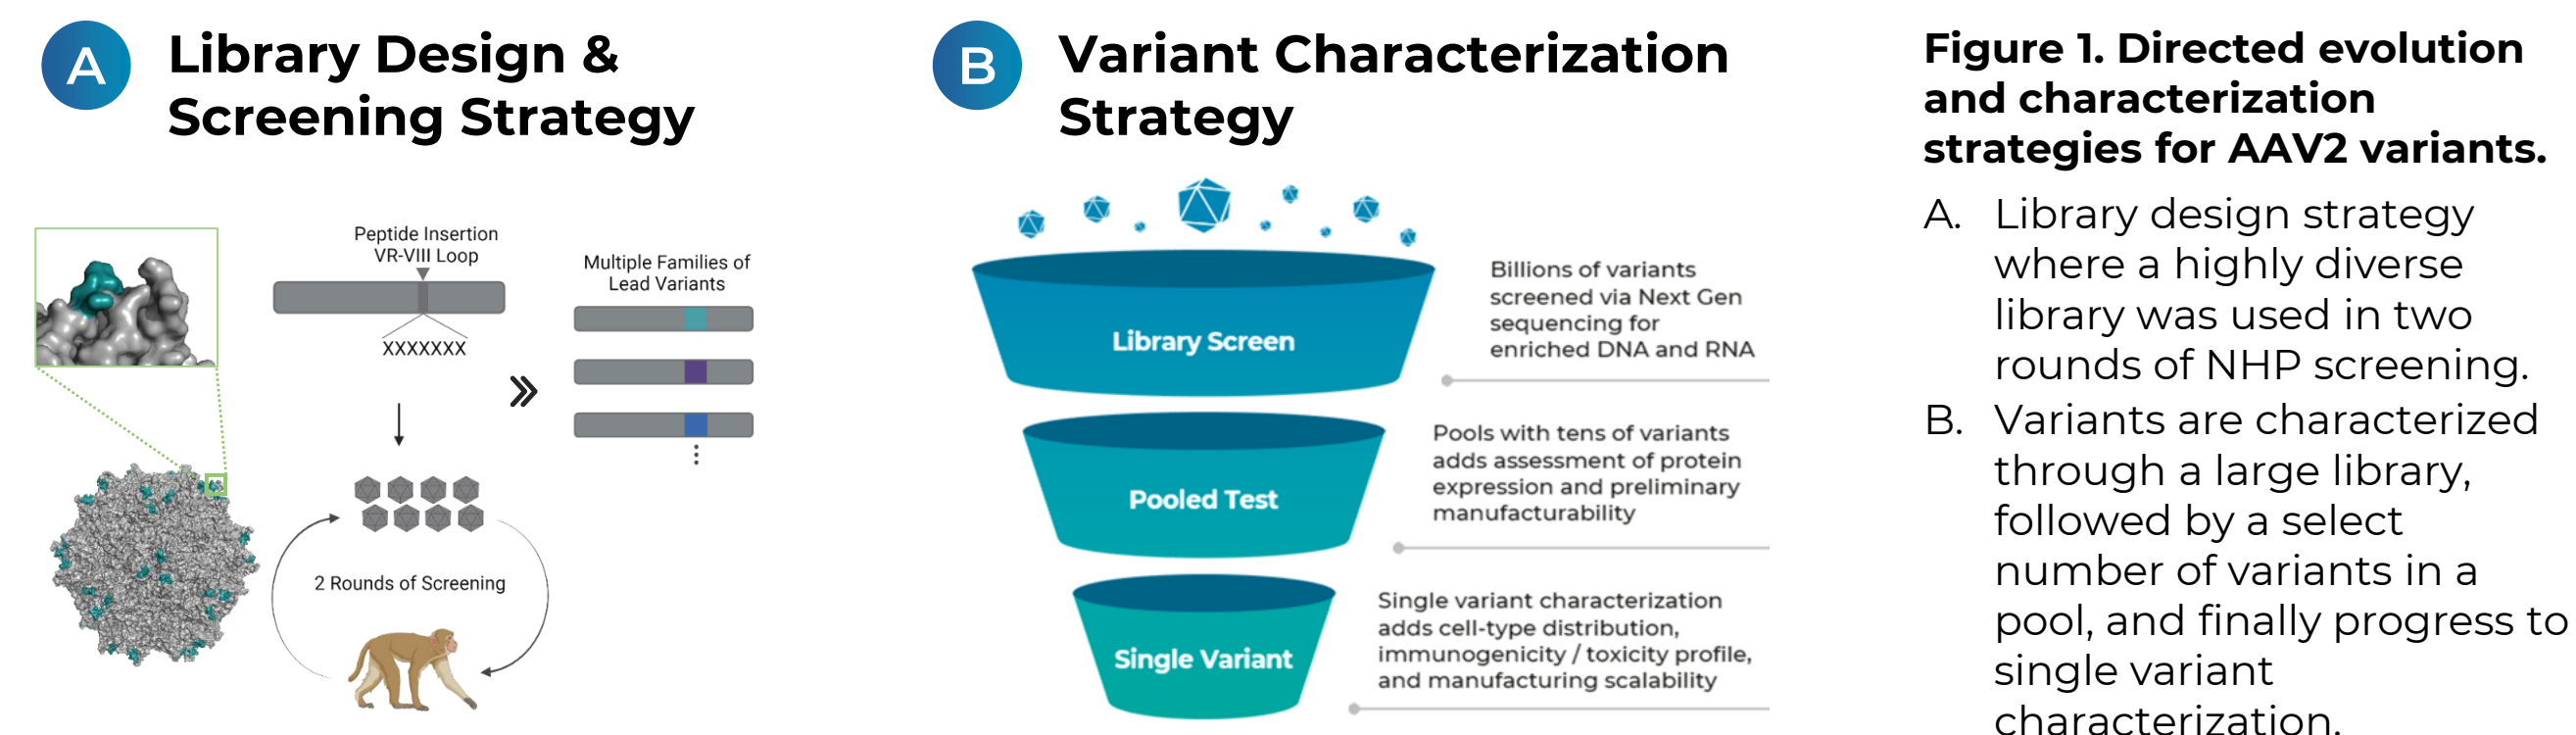 A
Library Design &
Screening Strategy
Peptide Insertion
VR-VIII Loop
XXXXXXX
Multiple Families of
Lead Variants
2 Rounds of Screening
B
Variant Characterization
Strategy
Library Screen
Billions of variants
screened via Next Gen
sequencing for
enriched DNA and RNA
Pooled Test
Pools with tens of variants
adds assessment of protein
expression and preliminary
manufacturability
Single Variant
Single variant characterization
adds cell-type distribution,
immunogenicity / toxicity profile,
and manufacturing scalability
Figure 1. Directed evolution
and characterization
strategies for AAV2 variants.
A. Library design strategy
where a highly diverse
library was used in two
rounds of NHP screening.
B. Variants are characterized
through a large library,
followed by a select
number of variants in a
pool, and finally progress to
single variant
characterization.